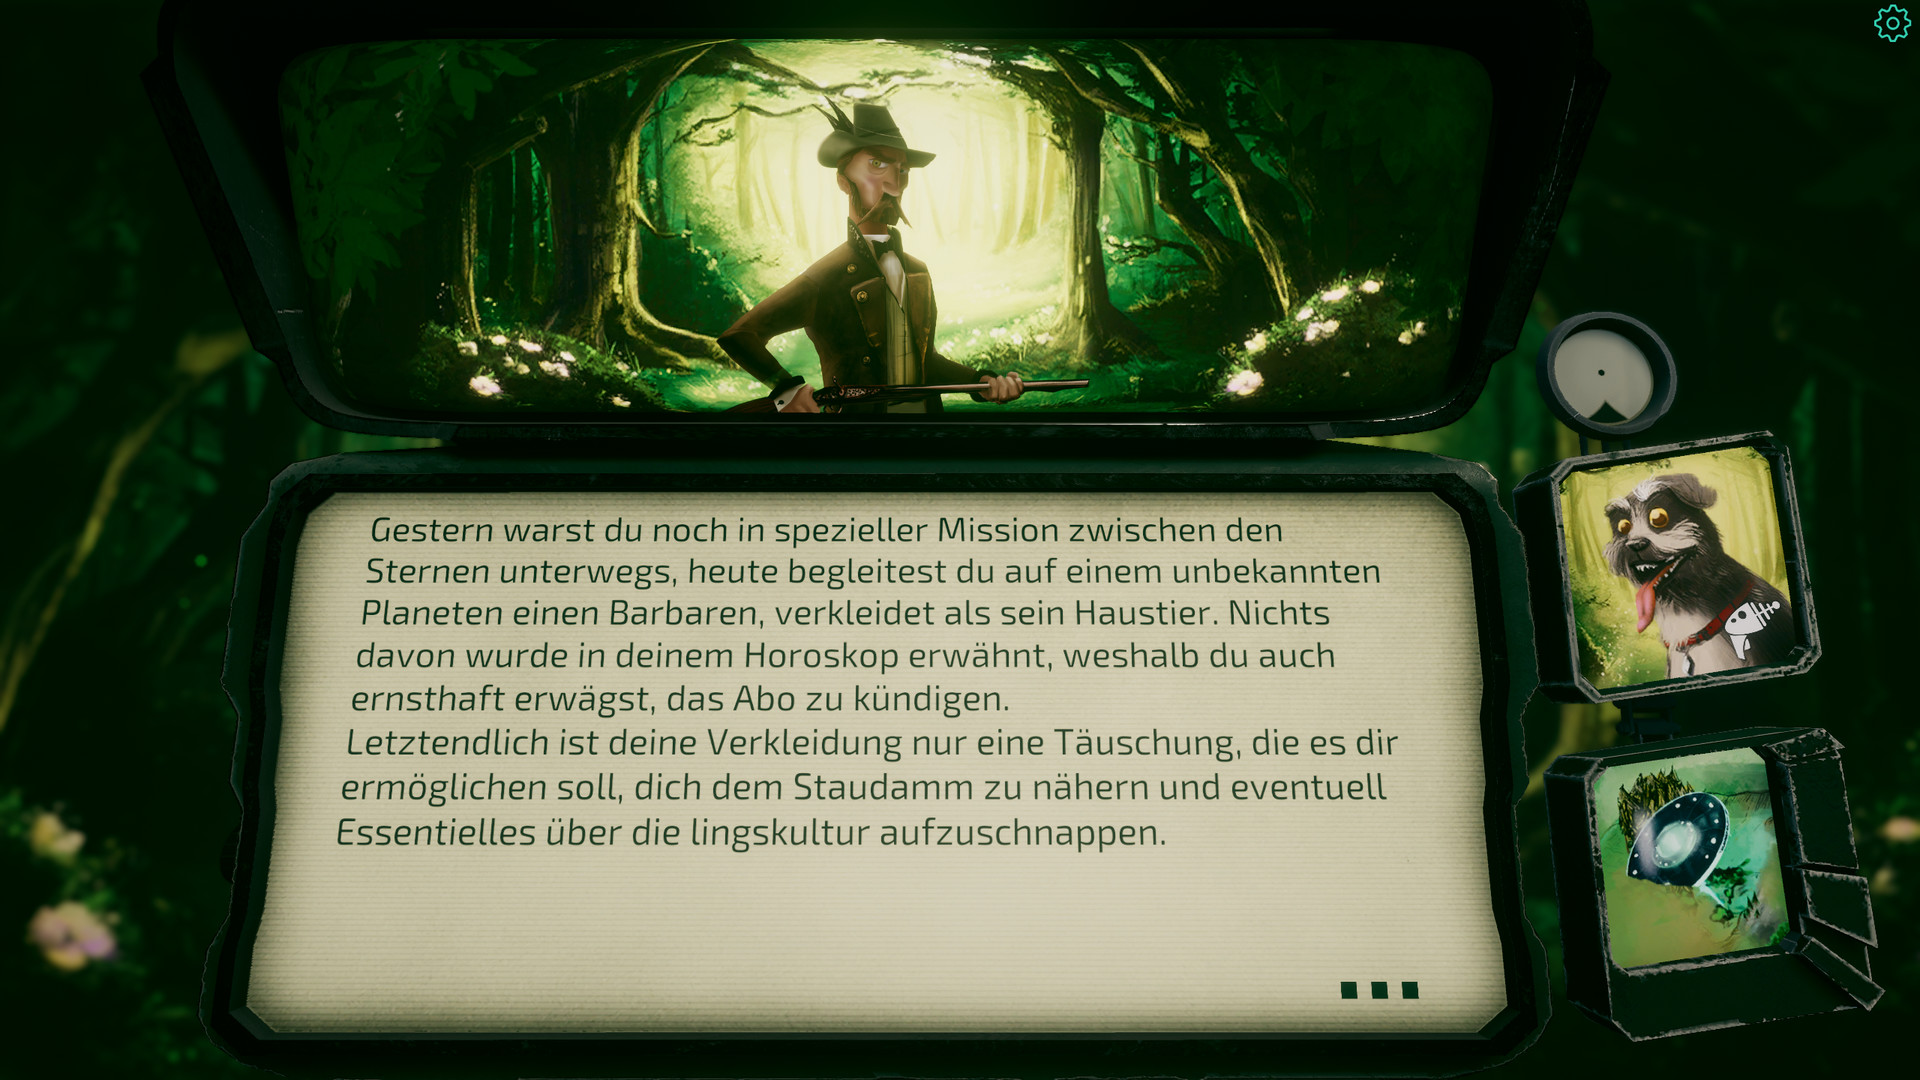 Gestern warst du noch in spezieller Mission zwischen den
Sternen unterwegs, heute begleitest du auf einem unbekannten
Planeten einen Barbaren, verkleidet als sein Haustier. Nichts
davon wurde in deinem Horoskop erwähnt, weshalb du auch
ernsthaft erwägst, das Abo zu kündigen.
Letztendlich ist deine Verkleidung nur eine Täuschung, die es dir
ermöglichen soll, dich dem Staudamm zu nähern und eventuell
Essentielles über die lingskultur aufzuschnappen.